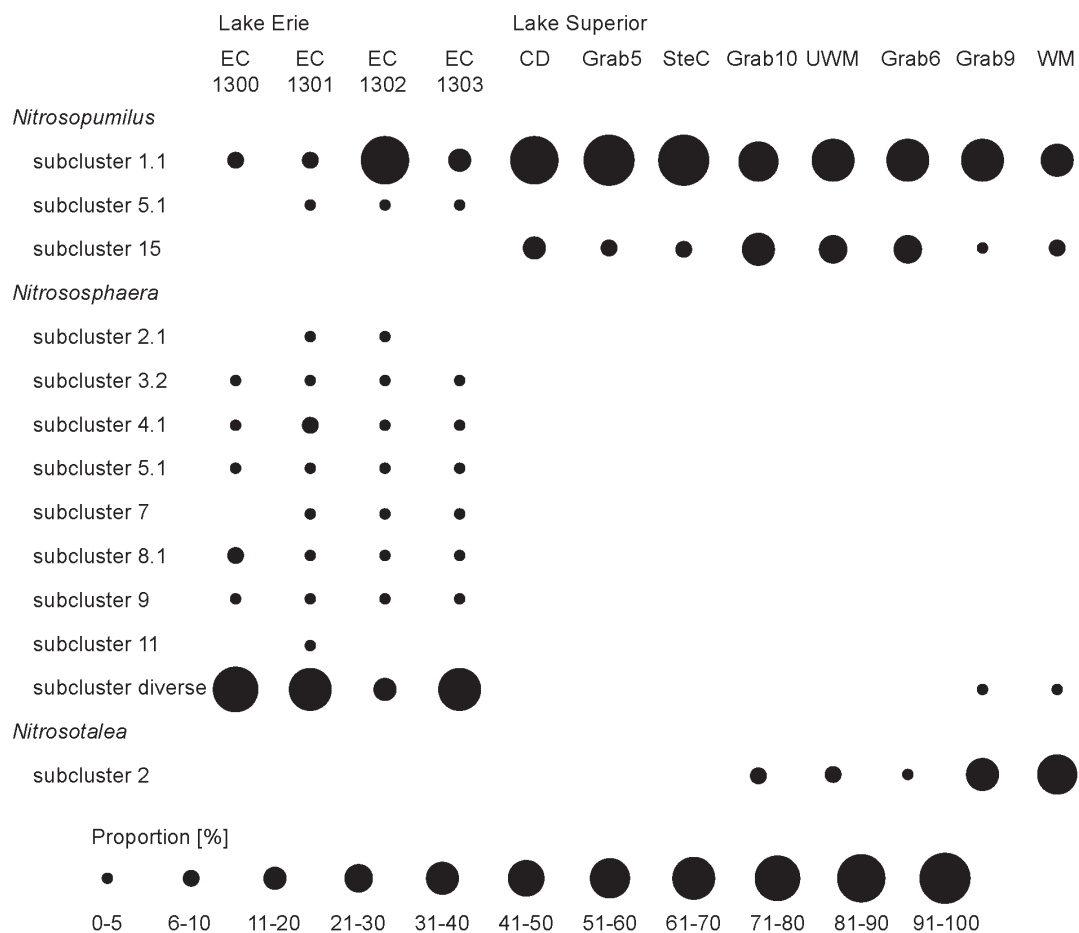 Lake Erie Lake Superior
EC EC EC EC CD Grab5 SteC Grab10 UWM Grab6 Grab9 WM
1300 1301 1302 1303
Nitrosopumilus
subcluster 1.1
subcluster 5.1
subcluster 15
Nitrososphaera
subcluster 2.1
subcluster 3.2
subcluster 4.1
subcluster 5.1
subcluster 7
subcluster 8.1
subcluster 9
subcluster 11
subcluster diverse
Nitrosotalea
subcluster 2
Proportion [%]
0-5 6-10 11-20 21-30 31-40 41-50 51-60 61-70 71-80 81-90 91-100